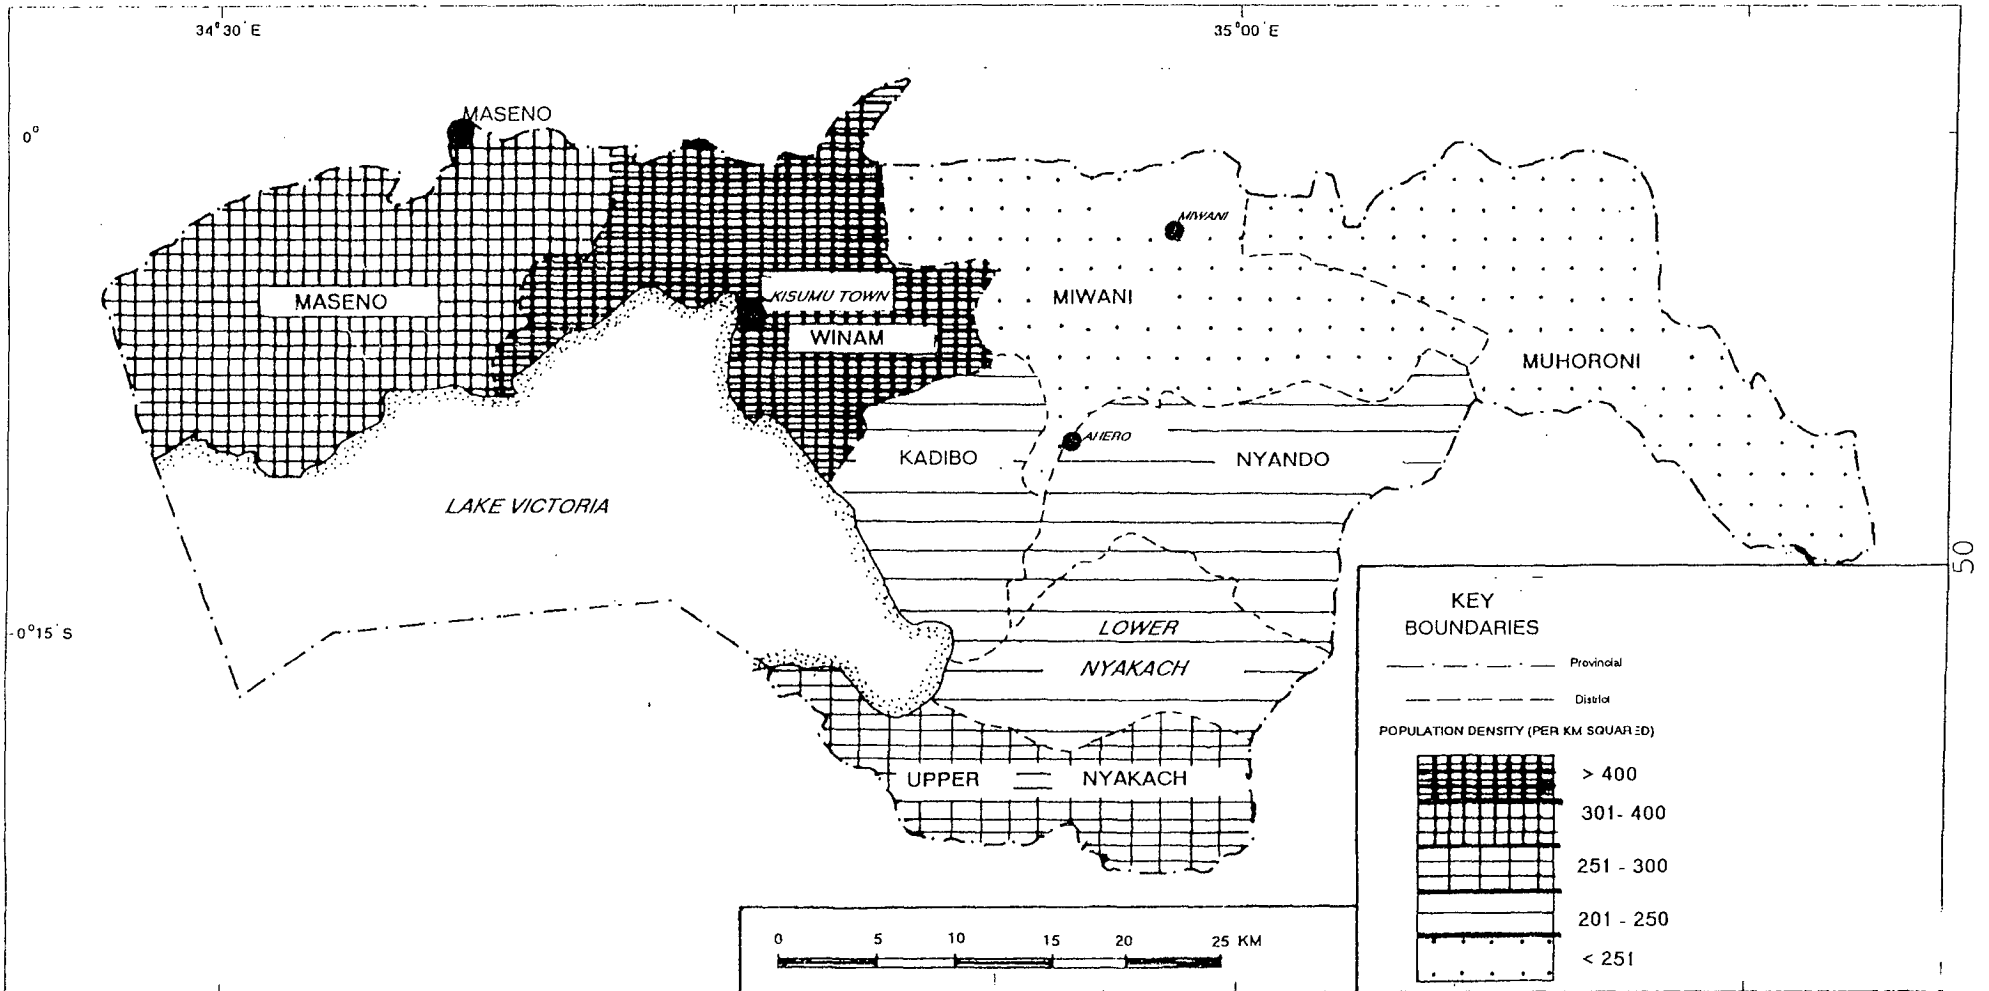 34°30'E
35°00'E
MASENO
0°
MIWANI
MASENO
KISUMU TOWN
MIWANI
WINAM
MUHORONI
AHERO
KADIBO
NYANDO
LAKE VICTORIA
50
KEY
BOUNDARIES
-0°15'S
LOWER
NYAKACH
Provincial
District
POPULATION DENSITY (PER KM SQUARED)
UPPER NYAKACH
> 400
301- 400
251 - 300
201 - 250
< 251
0 5 10 15 20 25 KM